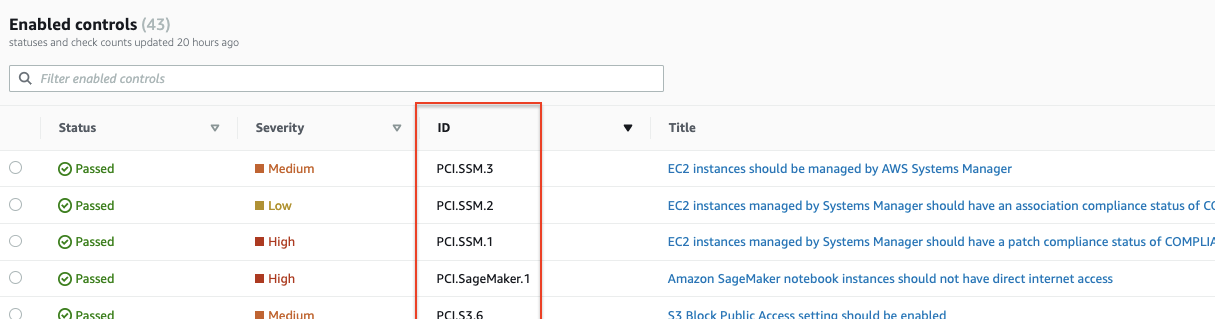 Enabled controls (43)
statuses and check counts updated 20 hours ago
Filter enabled controls
Status Severity ID Title
Passed Medium PCI.SSM.3 EC2 instances should be managed by AWS Systems Manager
Passed Low PCI.SSM.2 EC2 instances managed by Systems Manager should have an association compliance status of CO
Passed High PCI.SSM.1 EC2 instances managed by Systems Manager should have a patch compliance status of COMPLIA
Passed High PCI.SageMaker.1 Amazon SageMaker notebook instances should not have direct internet access
Passed Medium PCI.S3.6 S3 Block Public Access setting should be enabled